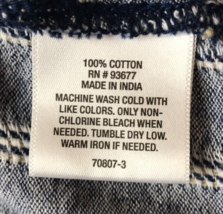 100% COTTON
RN # 93677
MADE IN INDIA
MACHINE WASH COLD WITH
LIKE COLORS. ONLY NON-
CHLORINE BLEACH WHEN
NEEDED. TUMBLE DRY LOW.
WARM IRON IF NEEDED.
70807-3